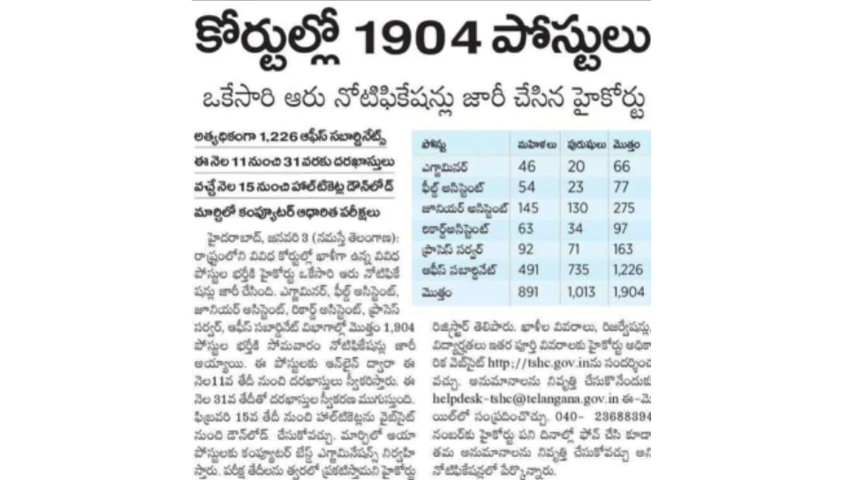 కోర్టుల్లో 1904 పోస్టులు
ఒకేసారి ఆరు నోటిఫికేషన్లు జారీ చేసిన హైకోర్టు
అత్యధికంగా 1,226 ఆఫీస్ సబార్డినేట్స్
ఈ నెల 11 నుంచి 31 వరకు దరఖాస్తులు
వచ్చే నెల 15 నుంచి హాల్‌టికెట్ల డౌన్‌లోడ్
మార్చిలో కంప్యూటర్ ఆధారిత పరీక్షలు
పోస్టు మహిళలు పురుషులు మొత్తం
ఎగ్జామినర్ 46 20 66
ఫీల్డ్ అసిస్టెంట్ 54 23 77
జూనియర్ అసిస్టెంట్ 145 130 275
రికార్డ్‌అసిస్టెంట్ 63 34 97
ప్రాసెస్ సర్వర్ 92 71 163
ఆఫీస్ సబార్డినేట్ 491 735 1,226
మొత్తం 891 1,013 1,904
హైదరాబాద్, జనవరి 3 (నమస్తే తెలంగాణ):
రాష్ట్రంలోని వివిధ కోర్టుల్లో ఖాళీగా ఉన్న వివిధ
పోస్టుల భర్తీకి హైకోర్టు ఒకేసారి ఆరు నోటిఫికే
షన్లు జారీ చేసింది. ఎగ్జామినర్, ఫీల్డ్ అసిస్టెంట్,
జూనియర్ అసిస్టెంట్, రికార్డ్ అసిస్టెంట్, ప్రాసెస్
సర్వర్, ఆఫీస్ సబార్డినేట్ విభాగాల్లో మొత్తం 1,904
పోస్టుల భర్తీకి సోమవారం నోటిఫికేషన్లు జారీ
అయ్యాయి. ఈ పోస్టులకు ఆన్‌లైన్ ద్వారా ఈ
నెల11వ తేదీ నుంచి దరఖాస్తులు స్వీకరిస్తారు. ఈ
నెల 31వ తేదీతో దరఖాస్తుల స్వీకరణ ముగుస్తుంది.
ఫిబ్రవరి 15వ తేదీ నుంచి హాల్‌టికెట్లను వైబ్‌సైట్
నుంచి డౌన్‌లోడ్ చేసుకోవచ్చు. మార్చిలో ఆయా
పోస్టులకు కంప్యూటర్ బేస్డ్ ఎగ్జామినేషన్స్ నిర్వహి
స్తారు. పరీక్ష తేదీలను త్వరలో ప్రకటిస్తామని హైకోర్టు
రిజిస్ట్రార్ తెలిపారు. ఖాళీల వివరాలు, రిజర్వేషన్లు,
విద్యార్హతలు ఇతర పూర్తి వివరాలకు హైకోర్టు అధికా
రిక వెబ్‌సైట్ http://tshc.gov.inను సందర్శించ
వచ్చు. అనుమానాలను నివృత్తి చేసుకొనేందుకు
helpdesk-tshc@telangana.gov.in ఈ-మె
యిల్‌లో సంప్రదించొచ్చు. 040- 23688394
నంబర్‌కు హైకోర్టు పని దినాల్లో ఫోన్ చేసి కూడా
తమ అనుమానాలను నివృత్తి చేసుకోవచ్చు అని
నోటిఫికేషన్లలో పేర్కొన్నారు.